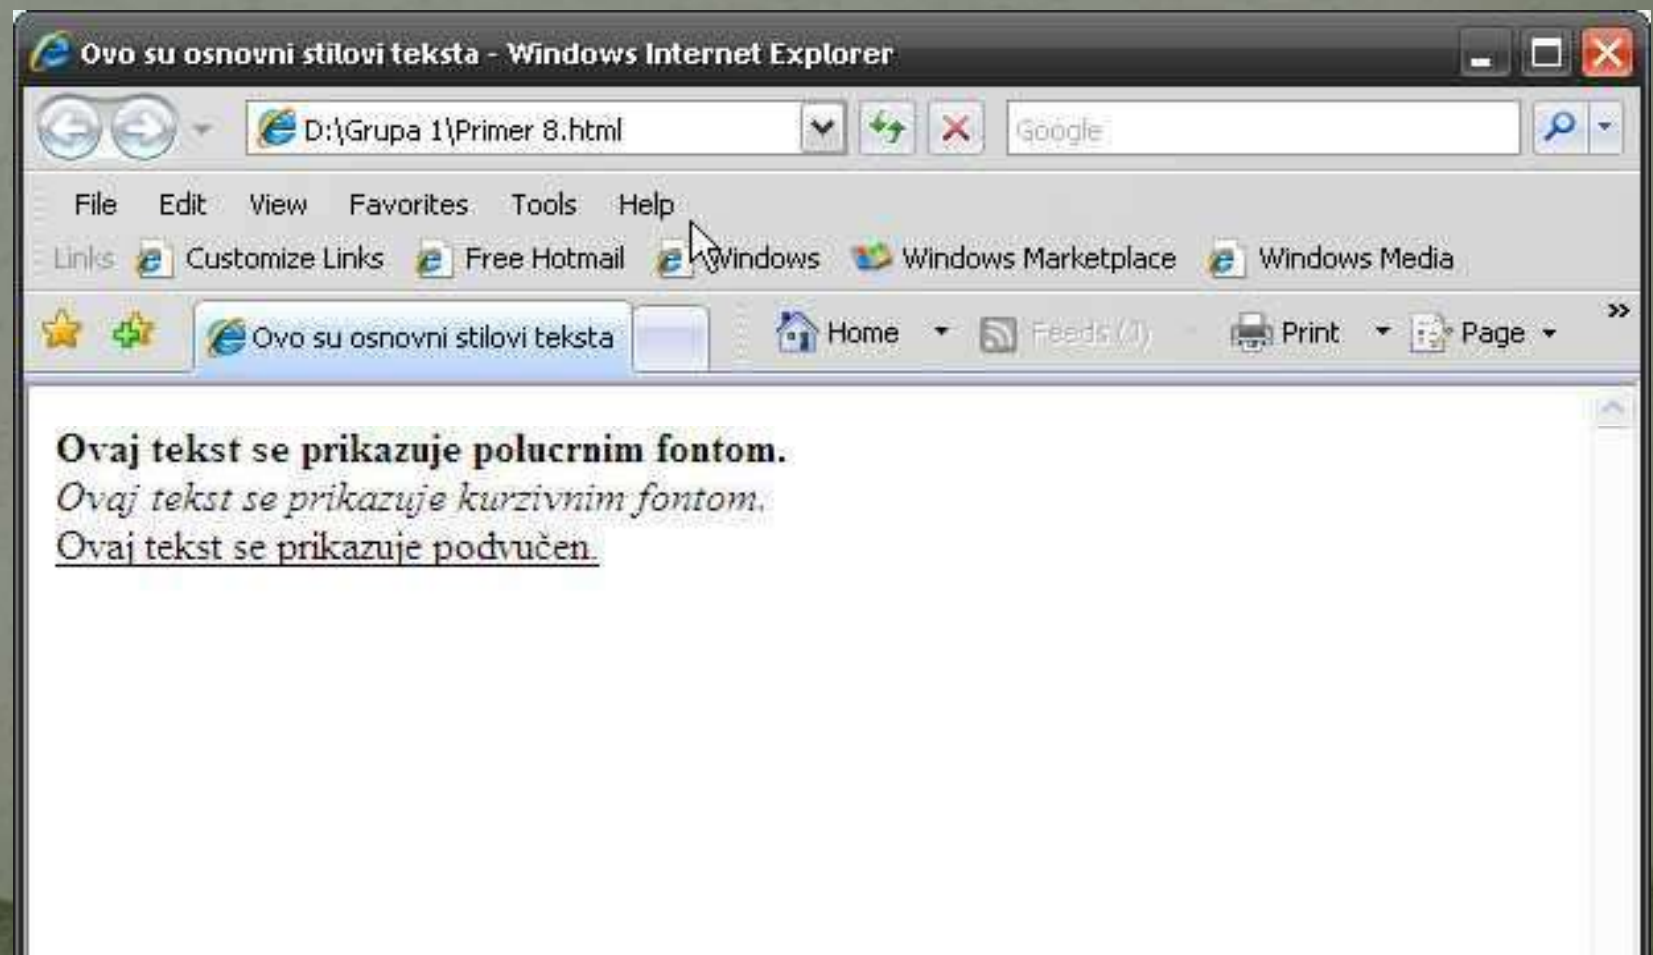 Ovo su osnovni stilovi teksta - Windows Internet Explorer
D:\Grupa 1\Primer 8.html Google
File Edit View Favorites Tools Help
Links Customize Links Free Hotmail Windows Windows Marketplace Windows Media
Ovo su osnovni stilovi teksta Home Feeds (J) Print Page »
Ovaj tekst se prikazuje polucrnim fontom.
Ovaj tekst se prikazuje kurzivnim fontom.
Ovaj tekst se prikazuje podvučen.